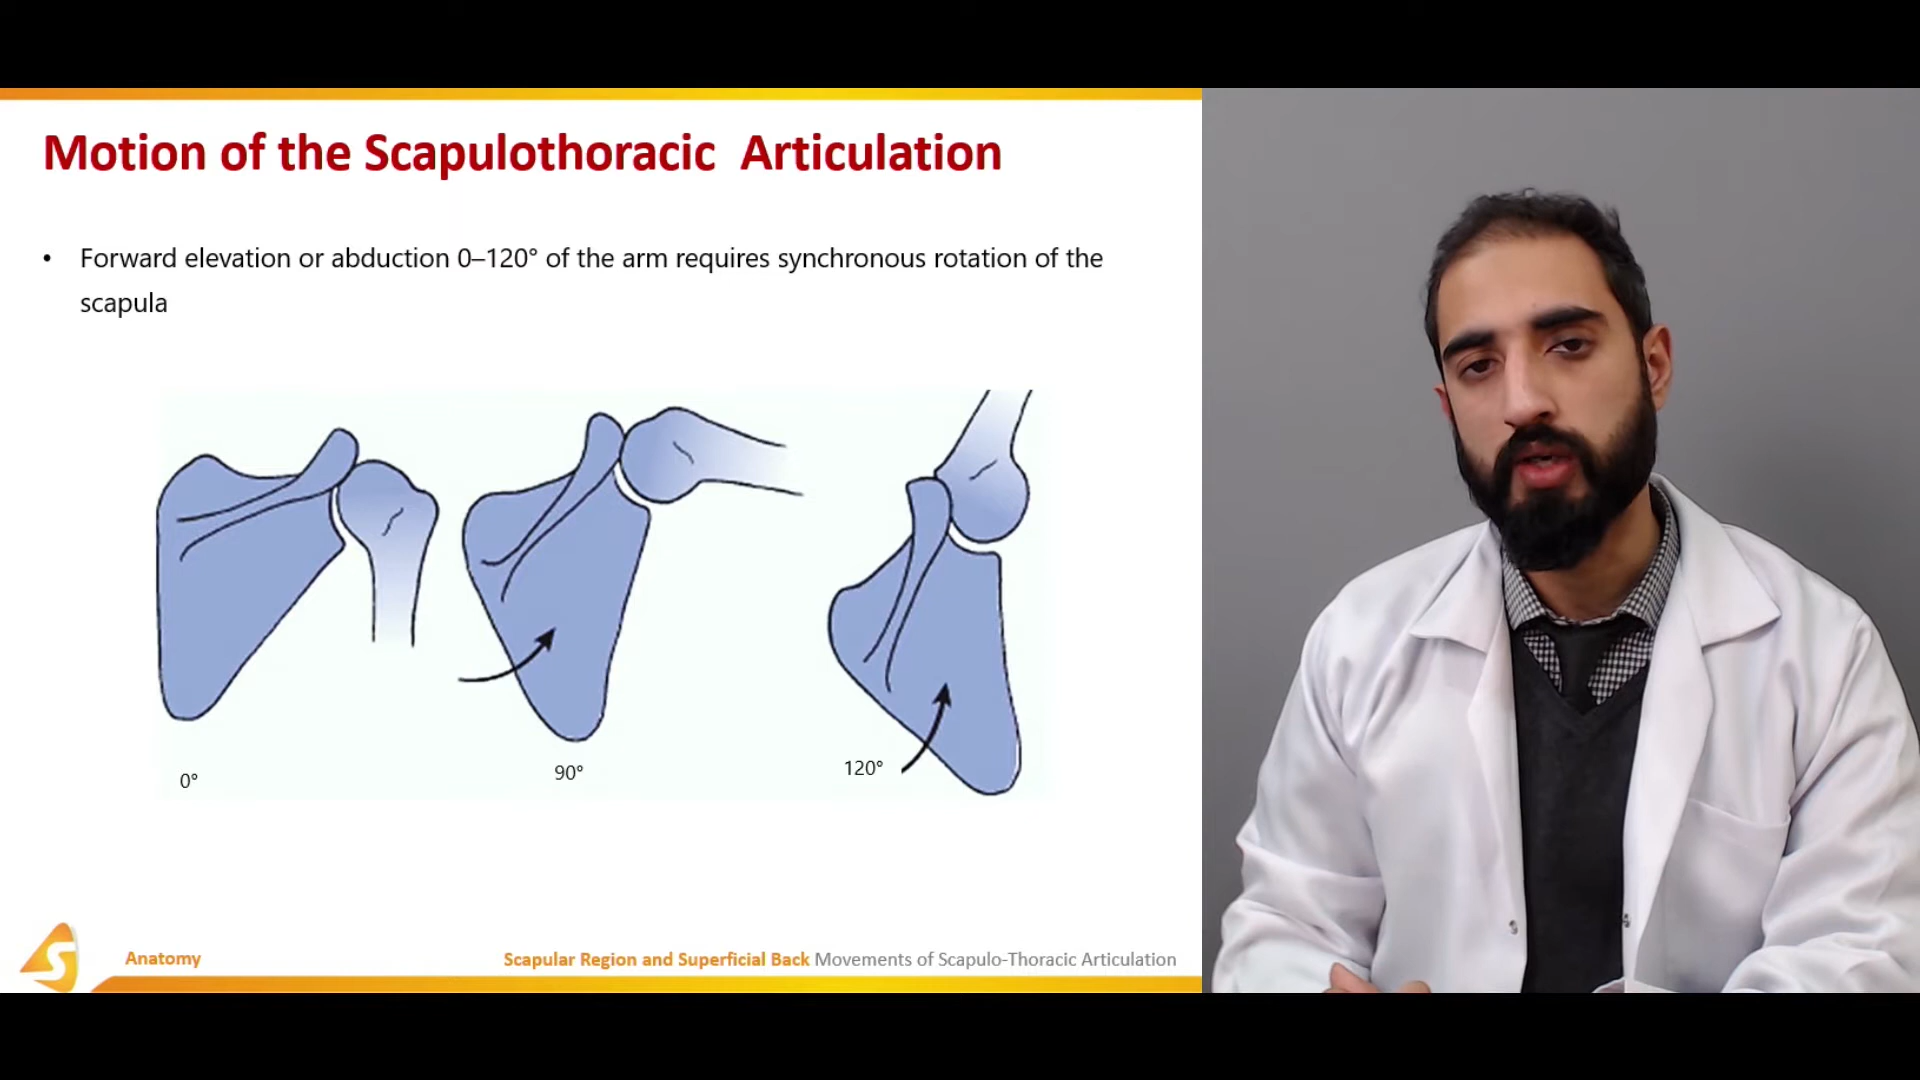 Motion of the Scapulothoracic  Articulation
• Forward elevation or abduction 0–120° of the arm requires synchronous rotation of the
scapula
0°
90°
120°
S
Anatomy
Scapular Region and Superficial Back Movements of Scapulo-Thoracic Articulation